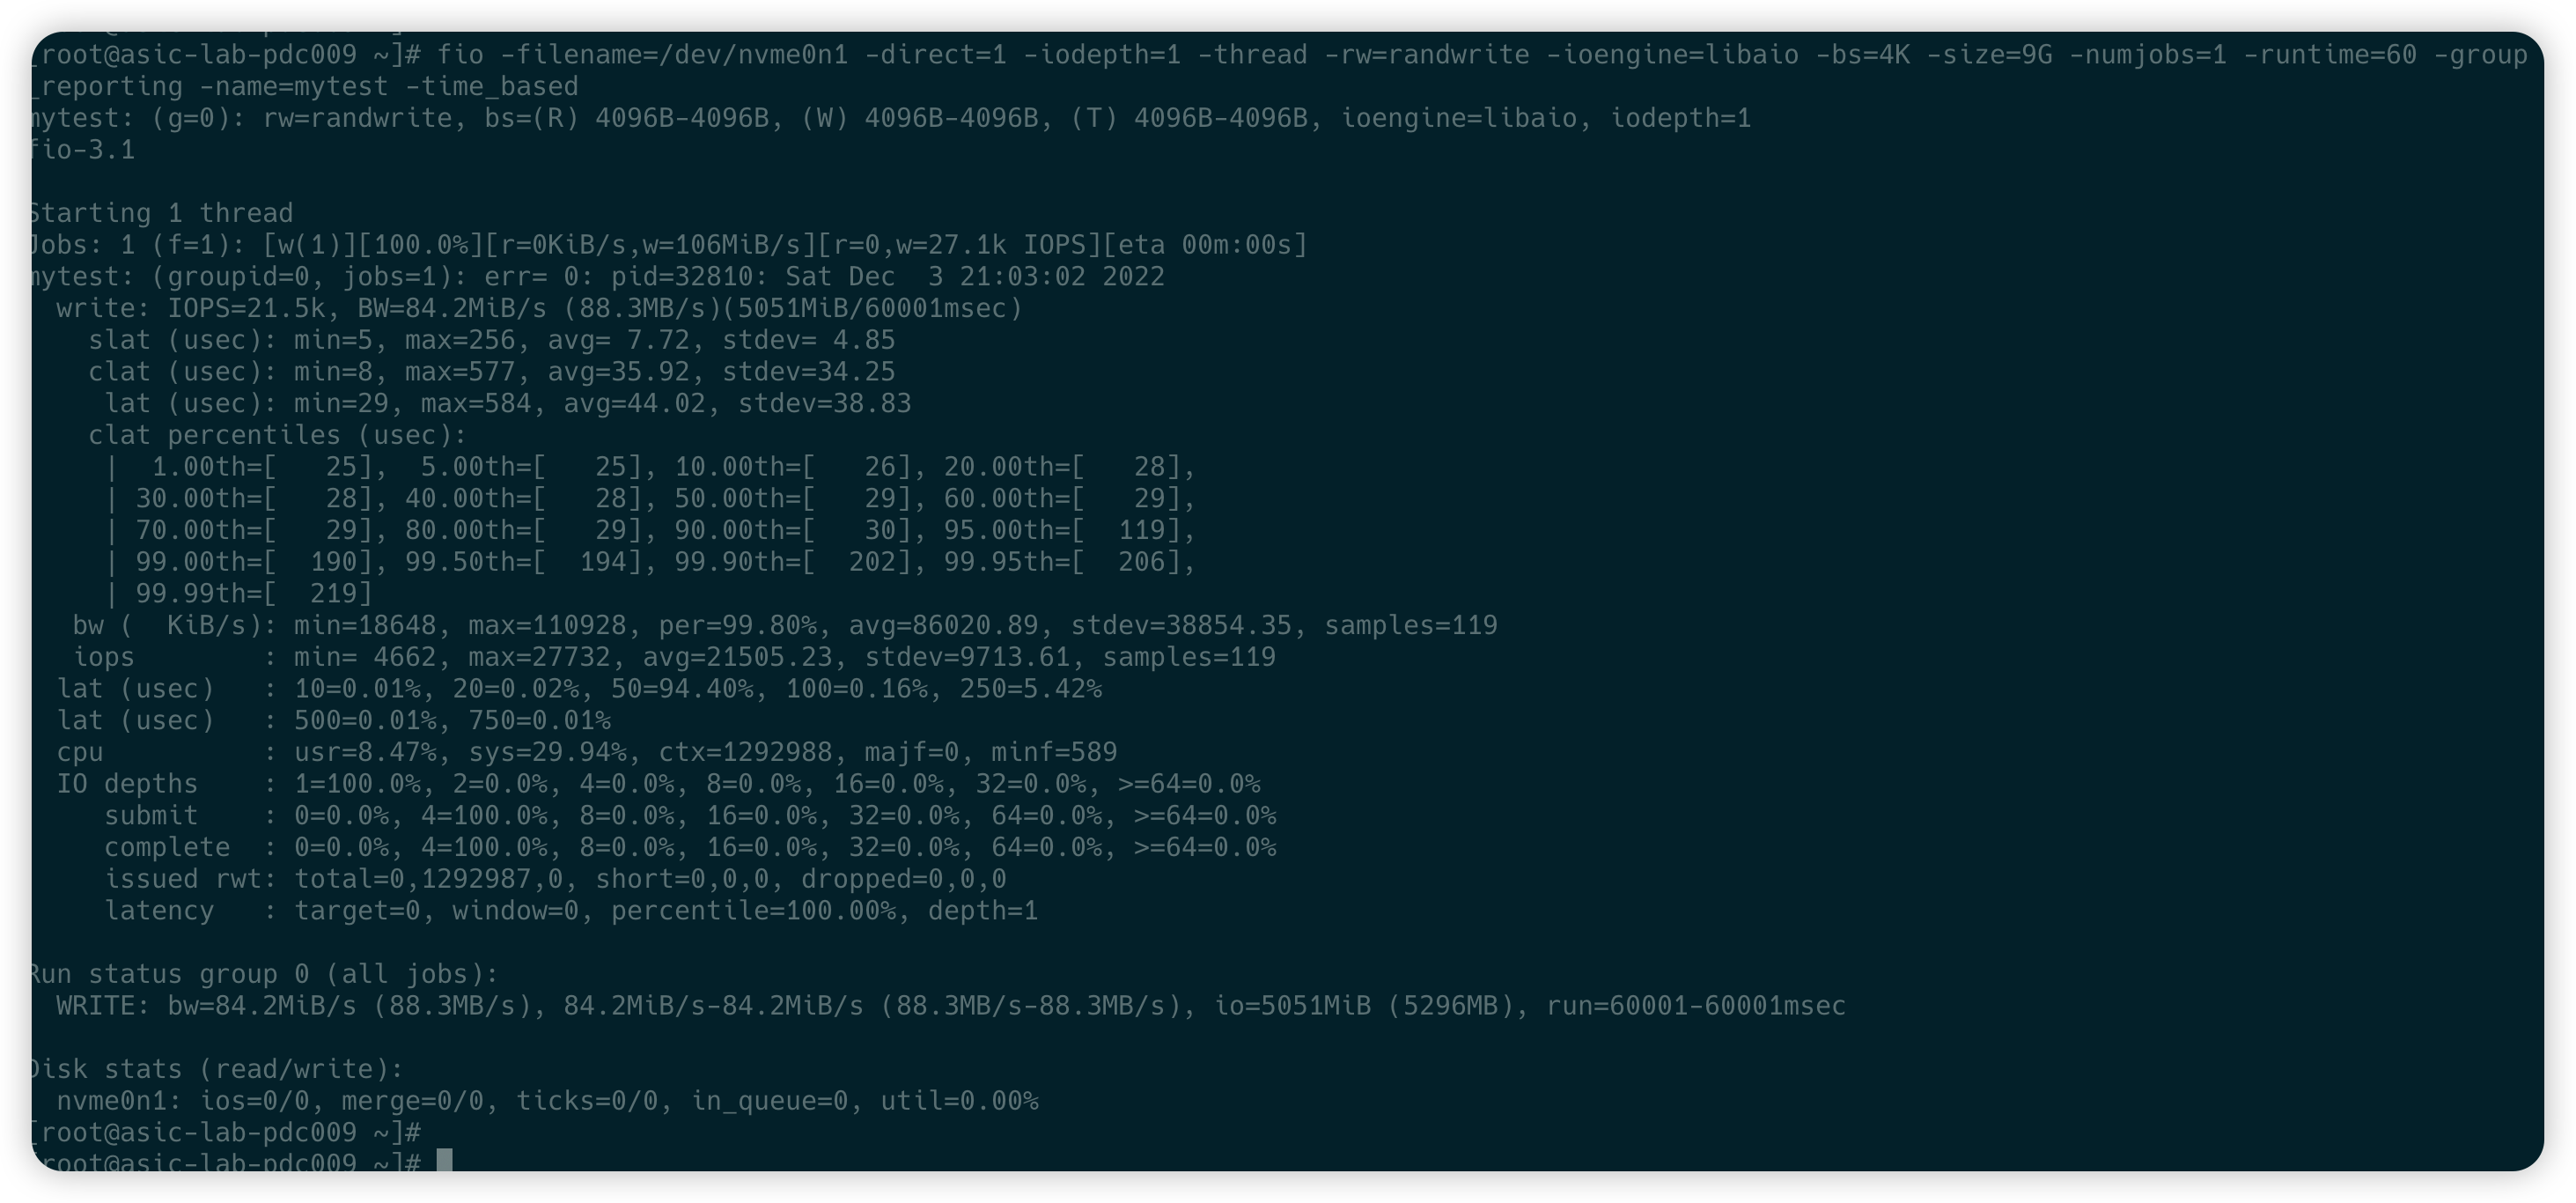 [root@asic-lab-pdc009 ~]# fio -filename=/dev/nvme0n1 -direct=1 -iodepth=1 -thread -rw=randwrite -ioengine=libaio -bs=4K -size=9G -numjobs=1 -runtime=60 -group
_reporting -name=mytest -time_based
mytest: (g=0): rw=randwrite, bs=(R) 4096B-4096B, (W) 4096B-4096B, (T) 4096B-4096B, ioengine=libaio, iodepth=1
fio-3.1
Starting 1 thread
Jobs: 1 (f=1): [w(1)][100.0%][r=0KiB/s,w=106MiB/s][r=0,w=27.1k IOPS][eta 00m:00s]
mytest: (groupid=0, jobs=1): err= 0: pid=32810: Sat Dec  3 21:03:02 2022
  write: IOPS=21.5k, BW=84.2MiB/s (88.3MB/s)(5051MiB/60001msec)
    slat (usec): min=5, max=256, avg= 7.72, stdev= 4.85
    clat (usec): min=8, max=577, avg=35.92, stdev=34.25
     lat (usec): min=29, max=584, avg=44.02, stdev=38.83
    clat percentiles (usec):
     |  1.00th=[   25],  5.00th=[   25], 10.00th=[   26], 20.00th=[   28],
     | 30.00th=[   28], 40.00th=[   28], 50.00th=[   29], 60.00th=[   29],
     | 70.00th=[   29], 80.00th=[   29], 90.00th=[   30], 95.00th=[  119],
     | 99.00th=[  190], 99.50th=[  194], 99.90th=[  202], 99.95th=[  206],
     | 99.99th=[  219]
   bw (  KiB/s): min=18648, max=110928, per=99.80%, avg=86020.89, stdev=38854.35, samples=119
   iops        : min= 4662, max=27732, avg=21505.23, stdev=9713.61, samples=119
  lat (usec)   : 10=0.01%, 20=0.02%, 50=94.40%, 100=0.16%, 250=5.42%
  lat (usec)   : 500=0.01%, 750=0.01%
  cpu          : usr=8.47%, sys=29.94%, ctx=1292988, majf=0, minf=589
  IO depths    : 1=100.0%, 2=0.0%, 4=0.0%, 8=0.0%, 16=0.0%, 32=0.0%, >=64=0.0%
     submit    : 0=0.0%, 4=100.0%, 8=0.0%, 16=0.0%, 32=0.0%, 64=0.0%, >=64=0.0%
     complete  : 0=0.0%, 4=100.0%, 8=0.0%, 16=0.0%, 32=0.0%, 64=0.0%, >=64=0.0%
     issued rwt: total=0,1292987,0, short=0,0,0, dropped=0,0,0
     latency   : target=0, window=0, percentile=100.00%, depth=1
Run status group 0 (all jobs):
  WRITE: bw=84.2MiB/s (88.3MB/s), 84.2MiB/s-84.2MiB/s (88.3MB/s-88.3MB/s), io=5051MiB (5296MB), run=60001-60001msec
Disk stats (read/write):
  nvme0n1: ios=0/0, merge=0/0, ticks=0/0, in_queue=0, util=0.00%
[root@asic-lab-pdc009 ~]#
[root@asic-lab-pdc009 ~]#